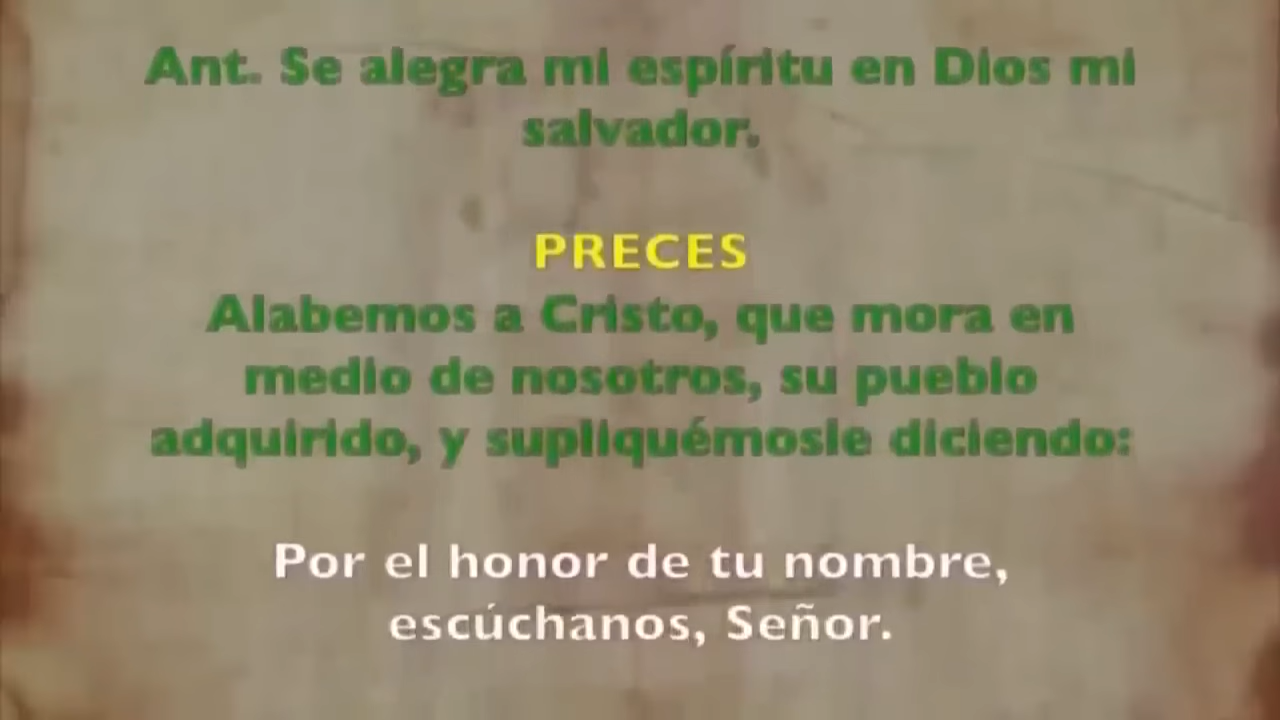 Ant. Se alegra mi espíritu en Dios mi
salvador.
PRECES
Alabemos a Cristo, que mora en
medio de nosotros, su pueblo
adquirido, y supliquémosle diciendo:
Por el honor de tu nombre,
escúchanos, Señor.